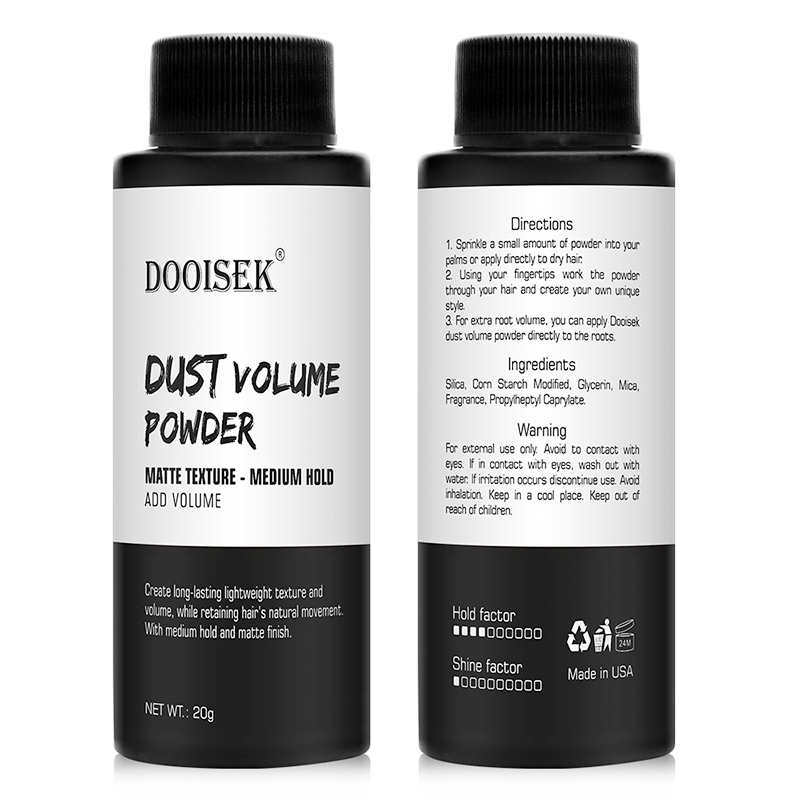 DOOISEK®
DUST VOLUME
POWDER
MATTE TEXTURE - MEDIUM HOLD
ADD VOLUME
Create long-lasting lightweight texture and
volume, while retaining hair's natural movement.
With medium hold and matte finish.
NET WT.: 20g
Directions
1. Sprinkle a small amount of powder into your
palms or apply directly to dry hair.
2. Using your fingertips work the powder
through your hair and create your own unique
style.
3. For extra root volume, you can apply Dooisek
dust volume powder directly to the roots.
Ingredients
Silica, Corn Starch Modified, Glycerin, Mica,
Fragrance, Propylheptyl Caprylate.
Warning
For external use only. Avoid to contact with
eyes. If in contact with eyes, wash out with
water. If irritation occurs discontinue use. Avoid
inhalation. Keep in a cool place. Keep out of
reach of children.
Hold factor
Shine factor
24M
Made in USA